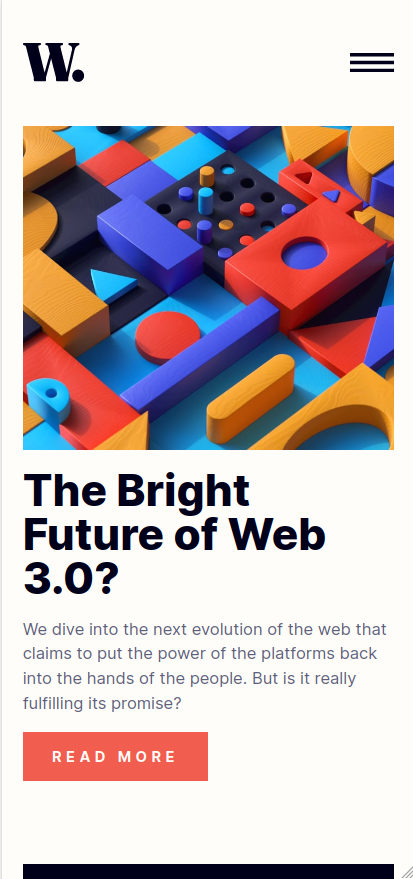 W.
The Bright
Future of Web
3.0?
We dive into the next evolution of the web that
claims to put the power of the platforms back
into the hands of the people. But is it really
fulfilling its promise?
READ MORE